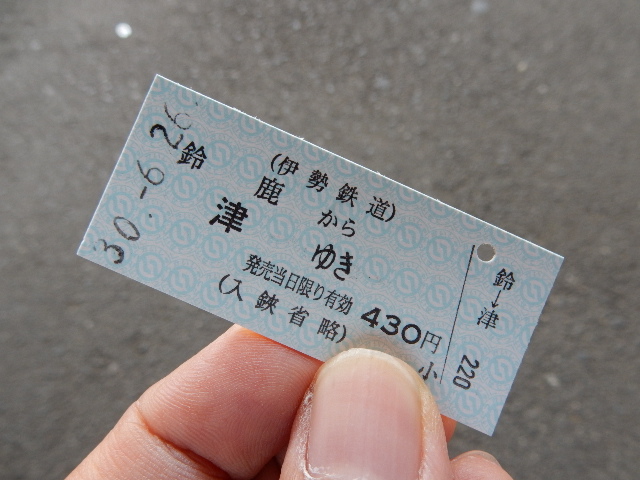 30.-6.26.
(伊勢鉄道)
鈴鹿から
津ゆき
発売当日限り有効
(入鋏省略)
430円
小
鈴→津
220